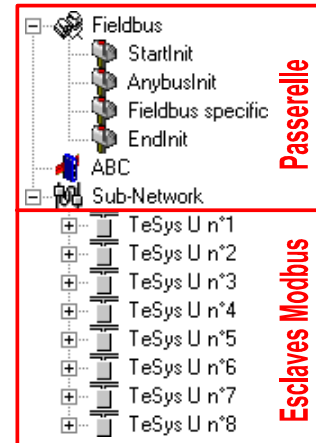 Fieldbus
StartInit
AnybusInit
Fieldbus specific
EndInit
ABC
Sub-Network
Passerelle
TeSys U n°1
TeSys U n°2
TeSys U n°3
TeSys U n°4
TeSys U n°5
TeSys U n°6
TeSys U n°7
TeSys U n°8
Esclaves Modbus